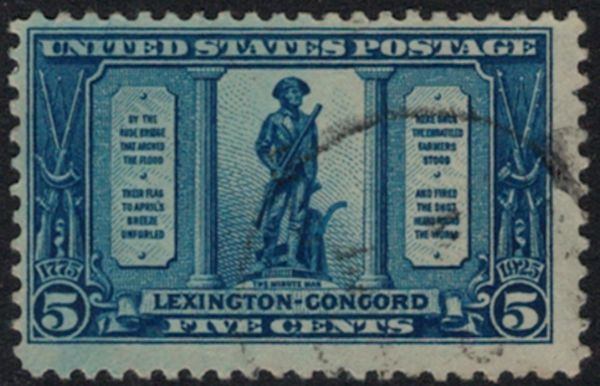 UNITED STATES POSTAGE
BY THE
RUDE BRIDGE
THAT ARCHED
THE FLOOD
THEIR FLAG
TO APRIL'S
BREEZE
UNFURLED
HERE ONCE
THE EMBATTLED
FARMERS
STOOD
AND FIRED
THE SHOT
HEARD ROUND
THE WORLD
1775
1925
THE MINUTE MAN
5
LEXINGTON-CONCORD
5
FIVE CENTS